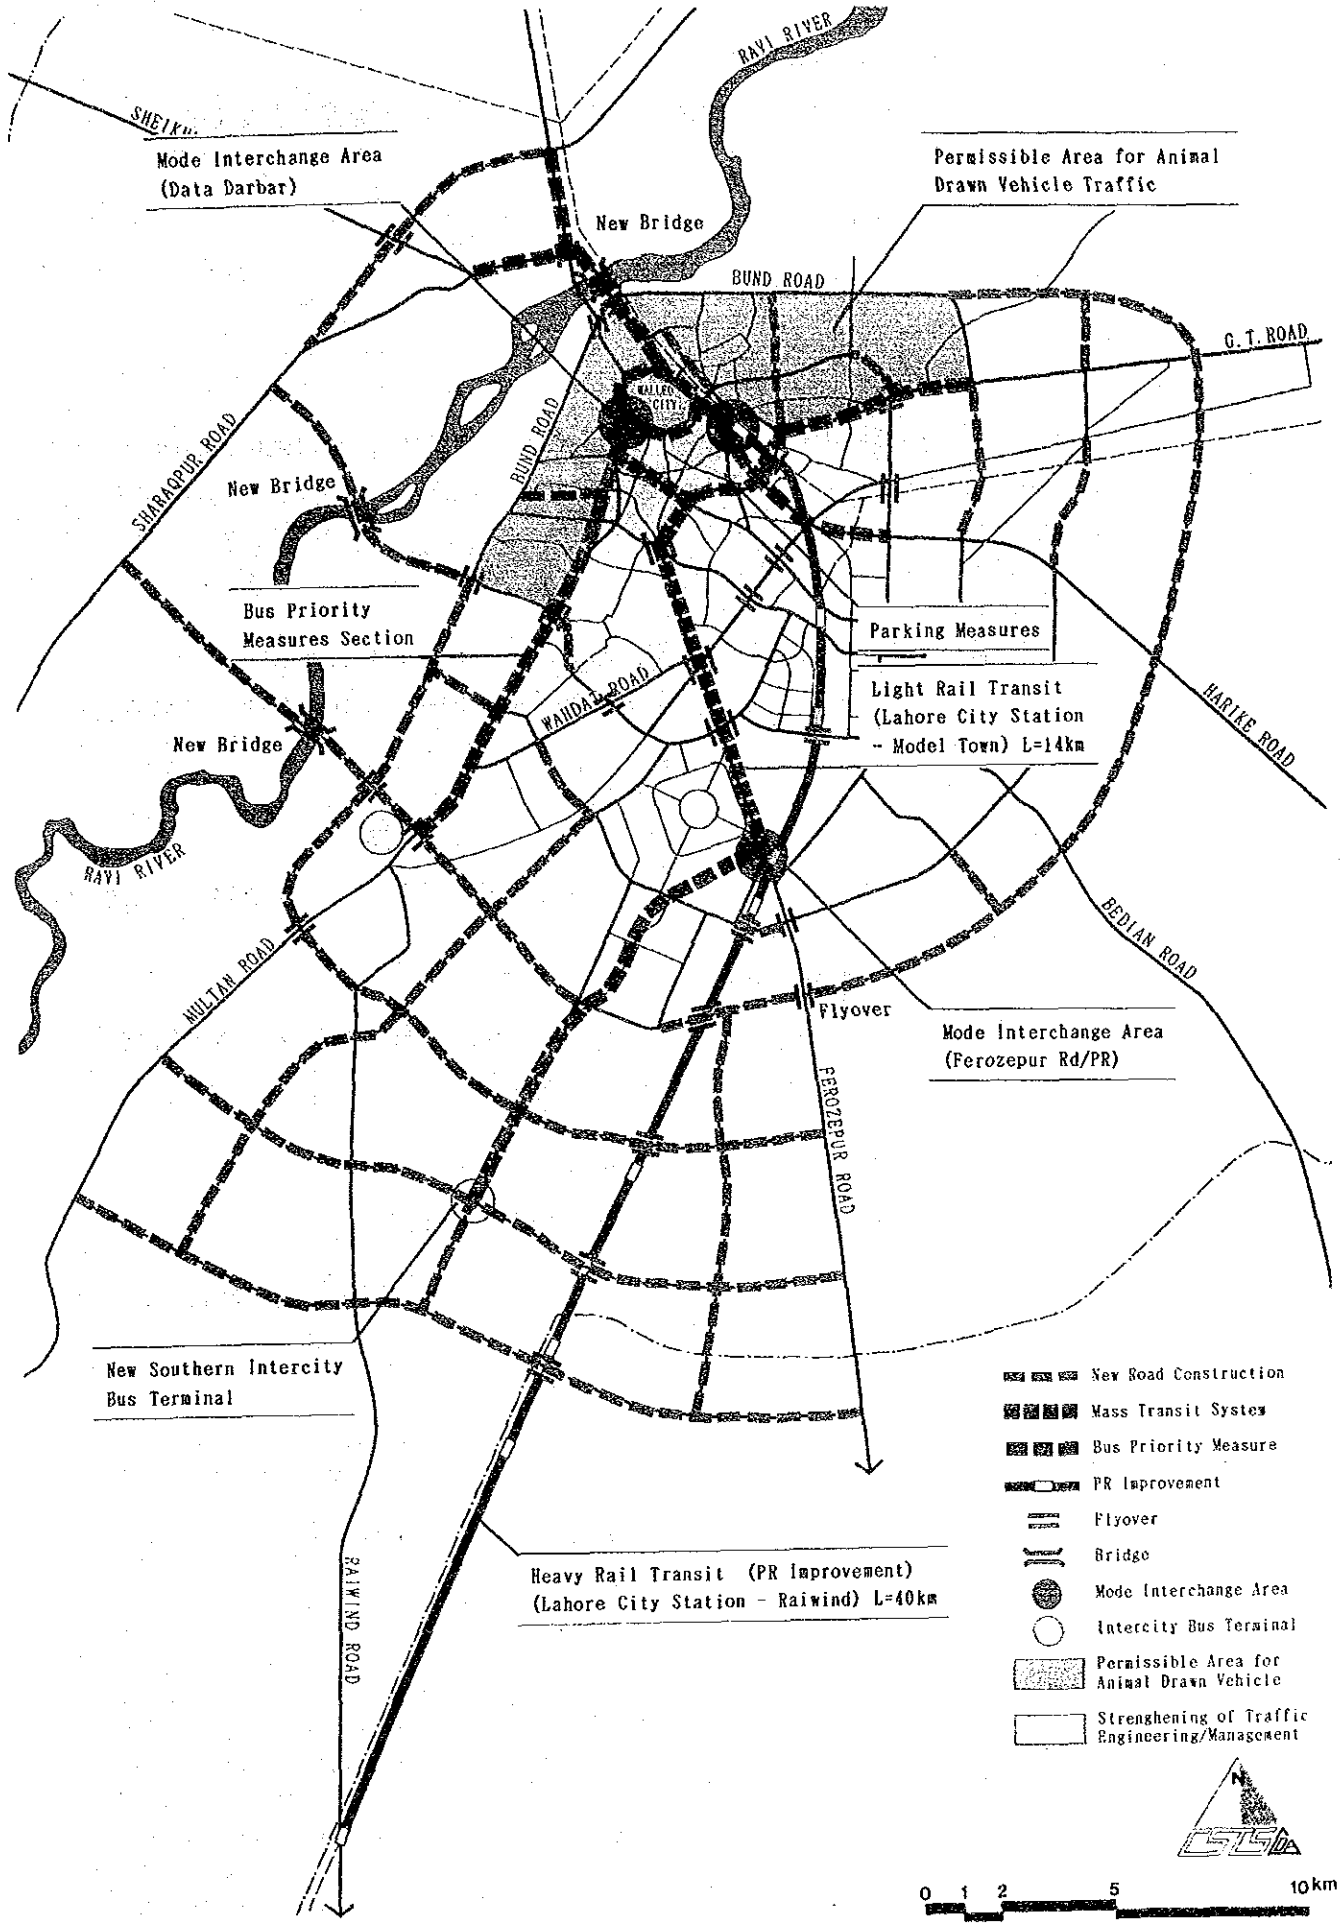 RAVI RIVER
Mode Interchange Area
(Data Darbar)
Permissible Area for Animal
Drawn Vehicle Traffic
New Bridge
BUND ROAD
G.T. ROAD
WALLED
CITY
BUND ROAD
SHARAQPUR ROAD
New Bridge
Bus Priority
Measures Section
Parking Measures
Light Rail Transit
(Lahore City Station
- Model Town) L=14km
WAHDAT ROAD
HARIKE ROAD
New Bridge
RAVI RIVER
BEDIAN ROAD
MULTAN ROAD
Flyover
Mode Interchange Area
(Ferozepur Rd/PR)
FEROZEPUR ROAD
New Southern Intercity
Bus Terminal
New Road Construction
Mass Transit System
Bus Priority Measure
PR Improvement
Flyover
Bridge
Mode Interchange Area
Intercity Bus Terminal
Permissible Area for
Animal Drawn Vehicle
Strenghening of Traffic
Engineering/Management
Heavy Rail Transit (PR Improvement)
(Lahore City Station - Raiwind) L=40km
RAIWIND ROAD
N
0 1 2 5 10km